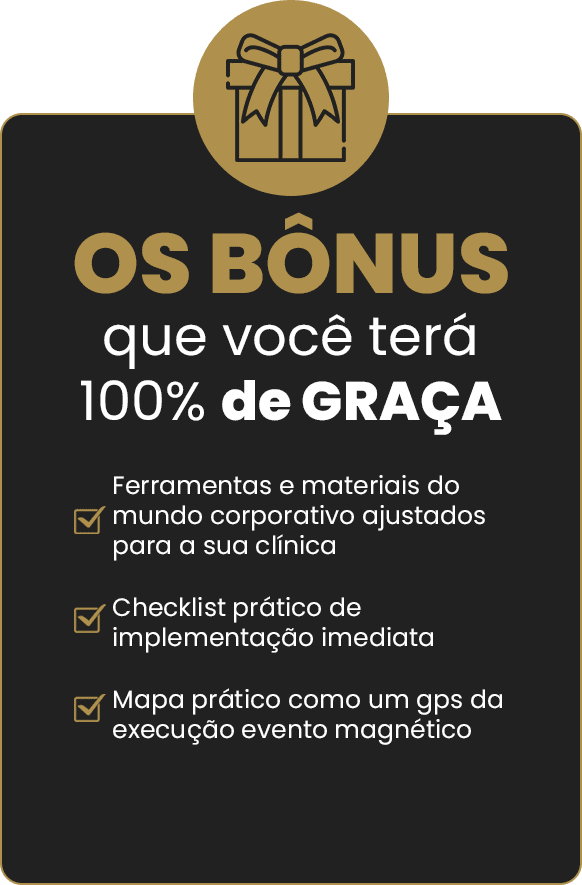 OS BÔNUS
que você terá
100% de GRAÇA
Ferramentas e materiais do
mundo corporativo ajustados
para a sua clínica
Checklist prático de
implementação imediata
Mapa prático como um gps da
execução evento magnético